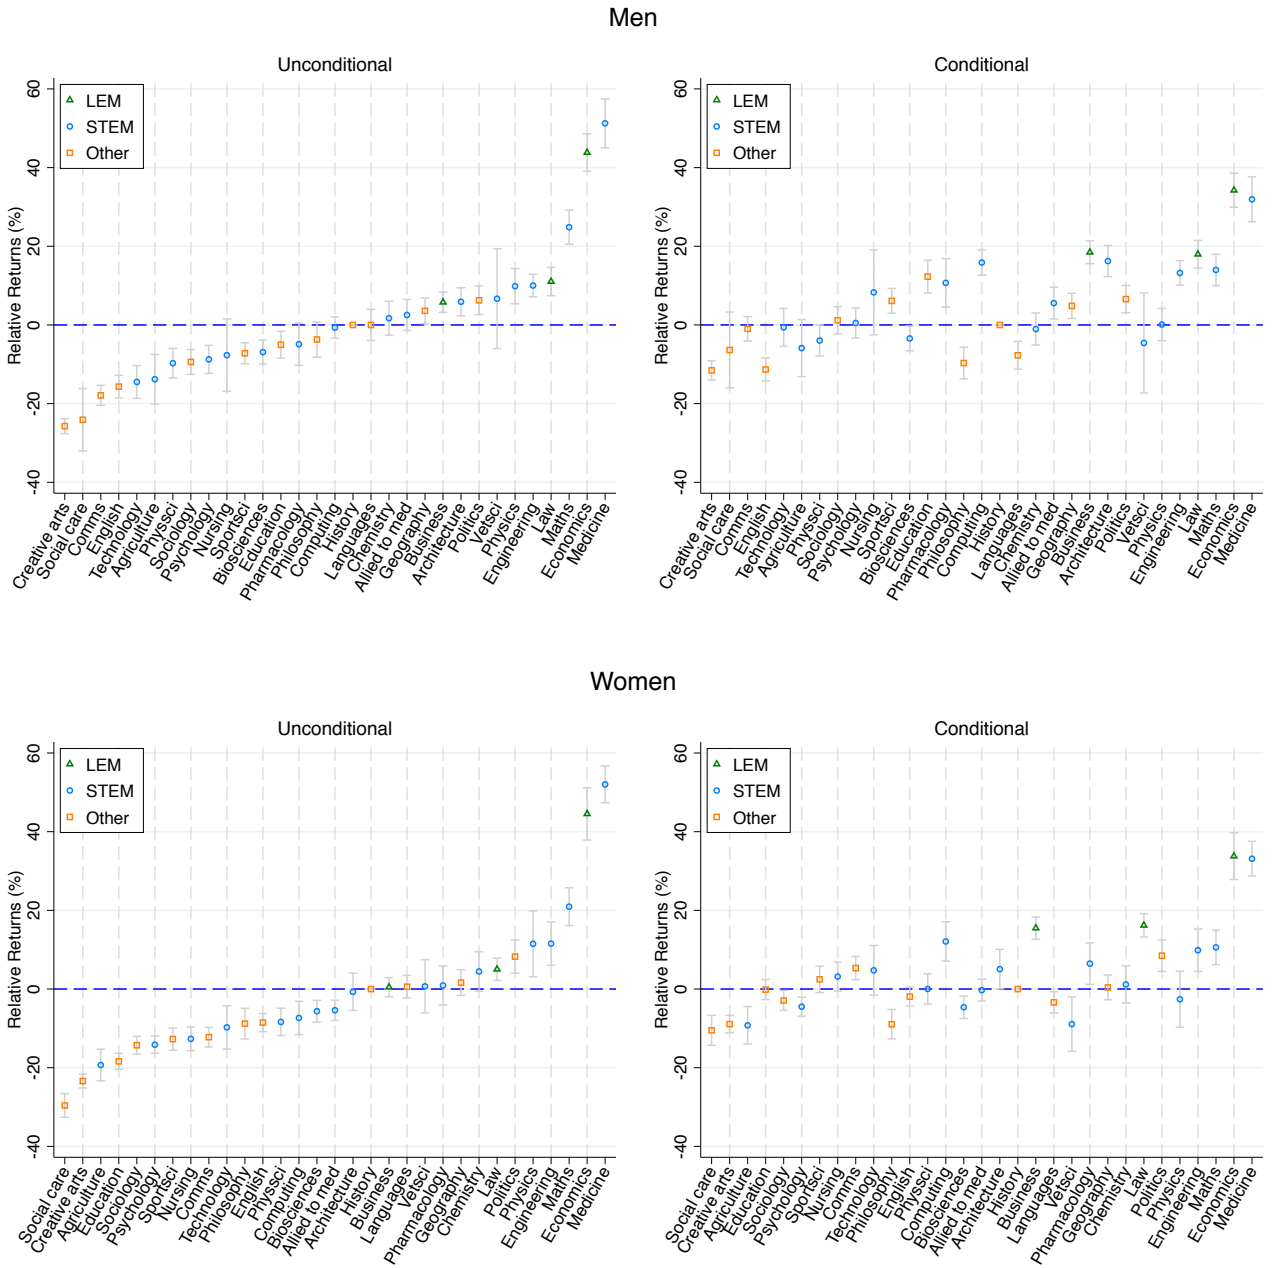 Men
Unconditional
LEM
STEM
Other
Relative Returns (%)
60
40
20
0
-20
-40
Creative arts
Social care
Comms
English
Technology
Agriculture
Physsci
Sociology
Psychology
Nursing
Sportsci
Biosciences
Education
Pharmacology
Philosophy
Computing
History
Languages
Chemistry
Allied to med
Geography
Business
Architecture
Politics
Vetsci
Physics
Engineering
Law
Maths
Economics
Medicine
Conditional
LEM
STEM
Other
Relative Returns (%)
60
40
20
0
-20
-40
Creative arts
Social care
Comms
English
Technology
Agriculture
Physsci
Sociology
Psychology
Nursing
Sportsci
Biosciences
Education
Pharmacology
Philosophy
Computing
History
Languages
Chemistry
Allied to med
Geography
Business
Architecture
Politics
Vetsci
Physics
Engineering
Law
Maths
Economics
Medicine
Women
Unconditional
LEM
STEM
Other
Relative Returns (%)
60
40
20
0
-20
-40
Social care
Creative arts
Agriculture
Education
Sociology
Psychology
Sportsci
Nursing
Comms
Technology
Philosophy
English
Physsci
Computing
Biosciences
Allied to med
Architecture
History
Business
Languages
Vetsci
Pharmacology
Geography
Chemistry
Law
Politics
Physics
Engineering
Maths
Economics
Medicine
Conditional
LEM
STEM
Other
Relative Returns (%)
60
40
20
0
-20
-40
Social care
Creative arts
Agriculture
Education
Sociology
Psychology
Sportsci
Nursing
Comms
Technology
Philosophy
English
Physsci
Computing
Biosciences
Allied to med
Architecture
History
Business
Languages
Vetsci
Pharmacology
Geography
Chemistry
Law
Politics
Physics
Engineering
Maths
Economics
Medicine